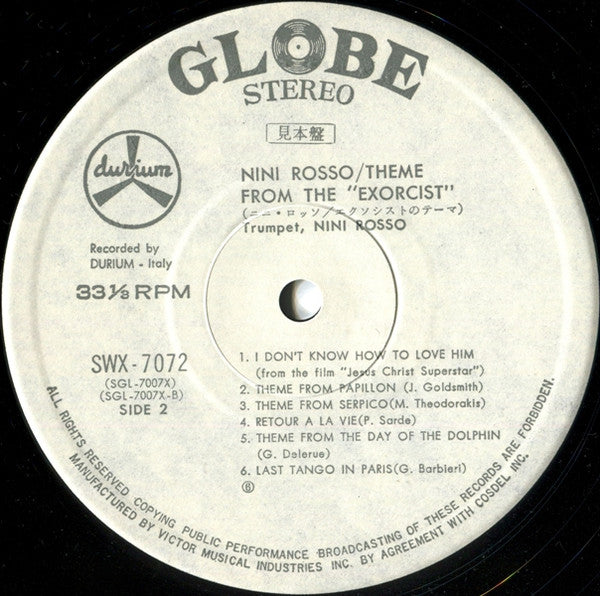 GLOBE
STEREO
見本盤
durium
NINI ROSSO/THEME
FROM THE "EXORCIST"
(ニニ・ロッソ/エクソシストのテーマ)
Trumpet, NINI ROSSO
Recorded by
DURIUM - Italy
33⅓ RPM
SWX-7072
(SGL-7007X)
(SGL-7007X-B)
SIDE 2
1. I DON'T KNOW HOW TO LOVE HIM
(from the film "Jesus Christ Superstar")
2. THEME FROM PAPILLON (J. Goldsmith)
3. THEME FROM SERPICO(M. Theodorakis)
4. RETOUR A LA VIE(P. Sarde)
5. THEME FROM THE DAY OF THE DOLPHIN
(G. Delerue)
6. LAST TANGO IN PARIS(G. Barbieri)
ALL RIGHTS RESERVED COPYING PUBLIC PERFORMANCE BROADCASTING OF THESE RECORDS ARE FORBIDDEN.
MANUFACTURED BY VICTOR MUSICAL INDUSTRIES INC. BY AGREEMENT WITH COSDEL INC.